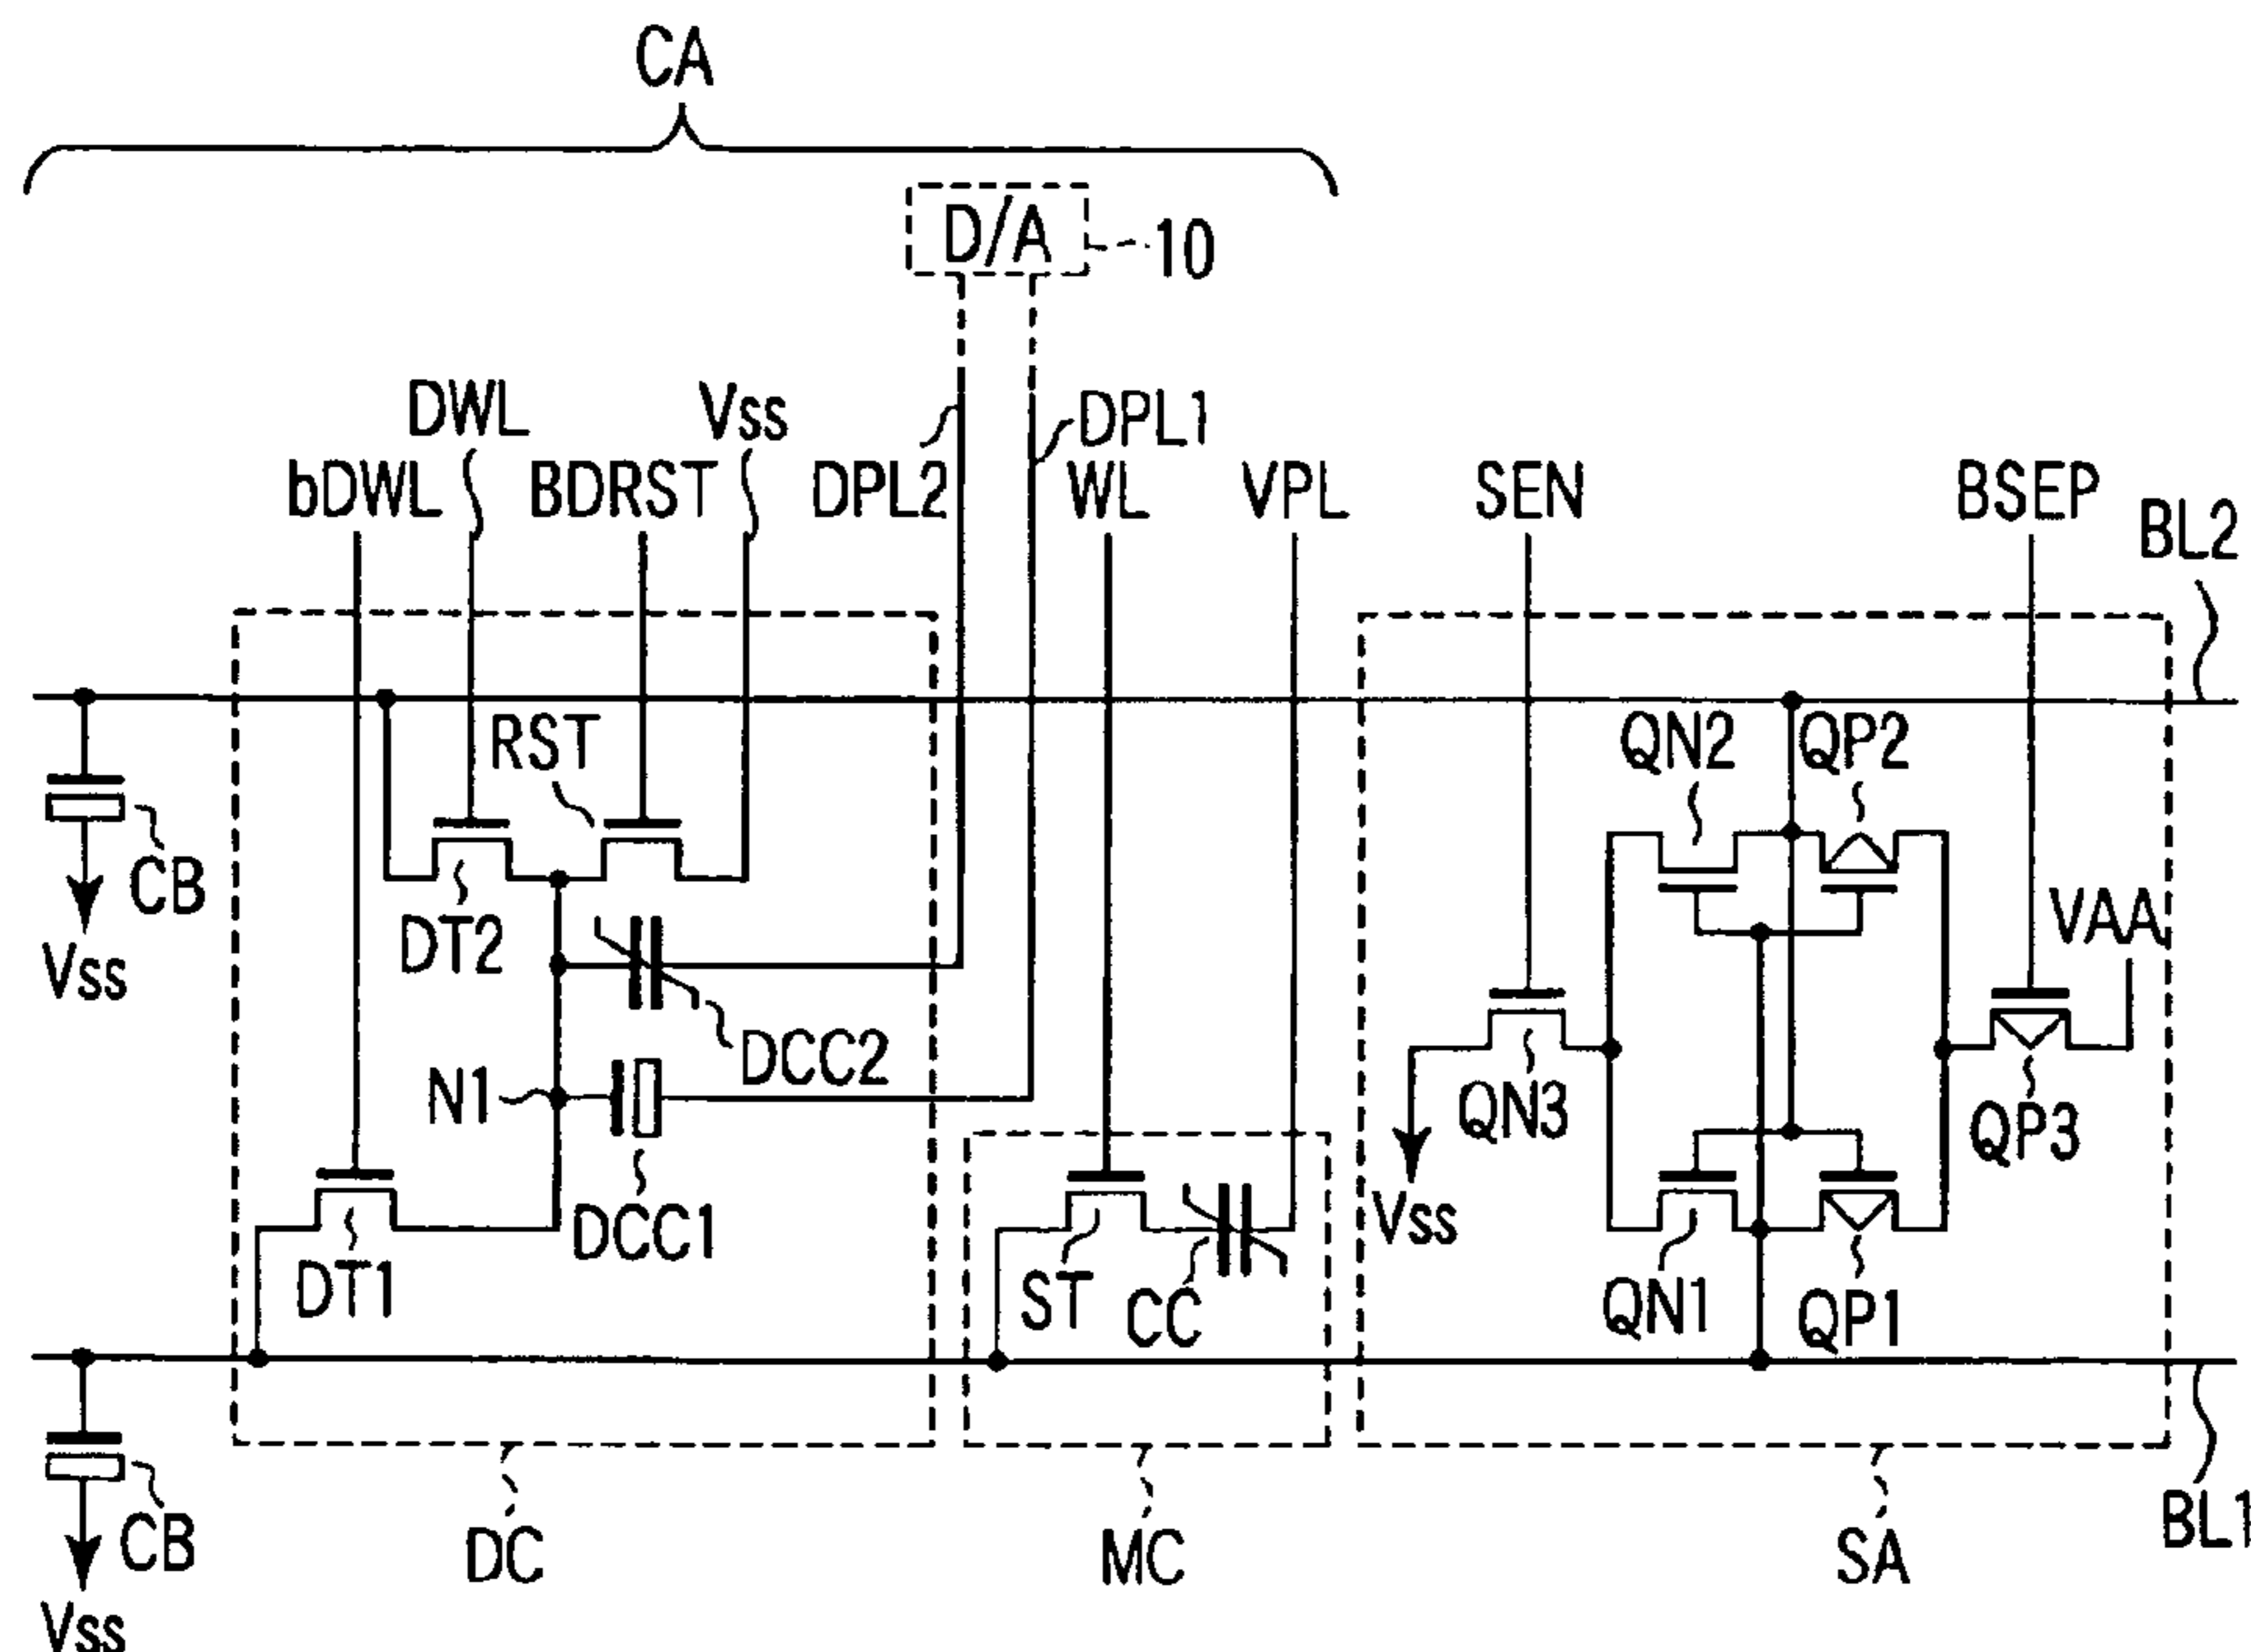 CA
D/A
10
DWL
Vss
DPL1
bDWL
BDRST
DPL2
WL
VPL
SEN
BSEP
BL2
RST
QN2
QP2
CB
DT2
VAA
Vss
DCC2
N1
QN3
QP3
DCC1
Vss
DT1
ST
CC
QN1
QP1
CB
DC
MC
SA
BL1
Vss